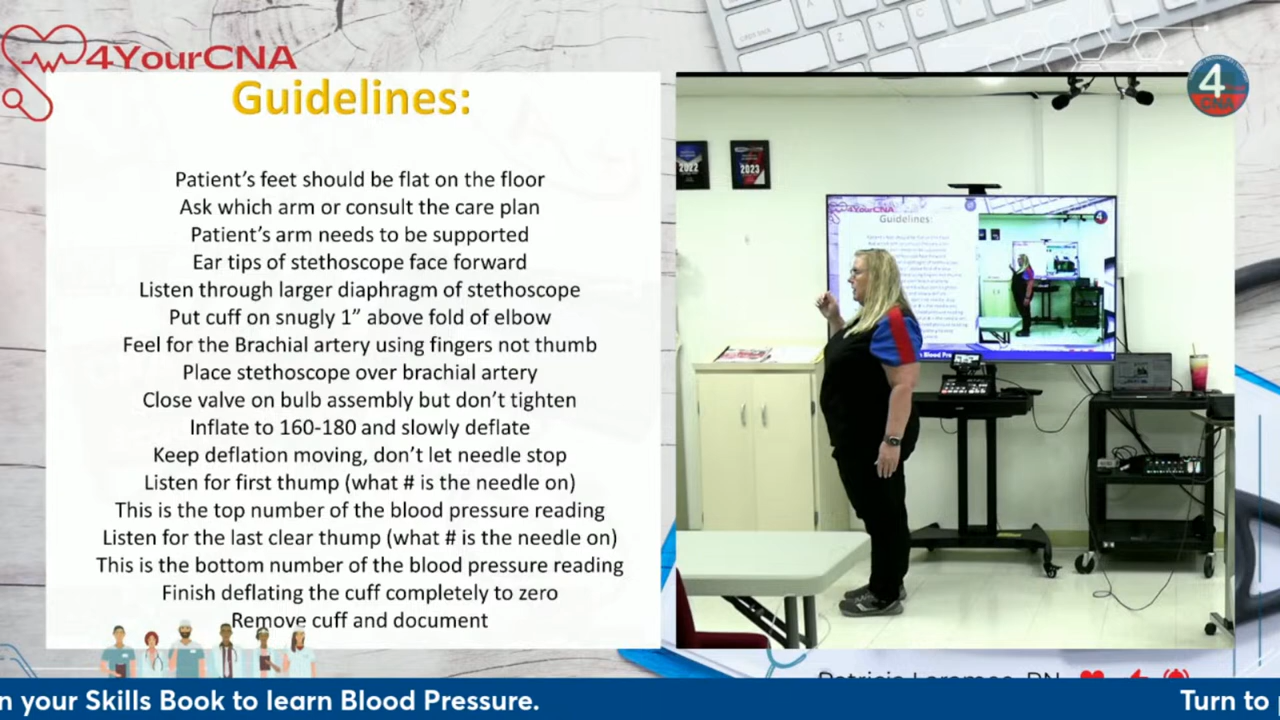 4YourCNA
Guidelines:
Patient’s feet should be flat on the floor
Ask which arm or consult the care plan
Patient’s arm needs to be supported
Ear tips of stethoscope face forward
Listen through larger diaphragm of stethoscope
Put cuff on snugly 1” above fold of elbow
Feel for the Brachial artery using fingers not thumb
Place stethoscope over brachial artery
Close valve on bulb assembly but don’t tighten
Inflate to 160-180 and slowly deflate
Keep deflation moving, don’t let needle stop
Listen for first thump (what # is the needle on)
This is the top number of the blood pressure reading
Listen for the last clear thump (what # is the needle on)
This is the bottom number of the blood pressure reading
Finish deflating the cuff completely to zero
Remove cuff and document
4
CNA
2022
2023
4YourCNA
Guidelines:
4
n Blood Pre
n your Skills Book to learn Blood Pressure.
Turn to